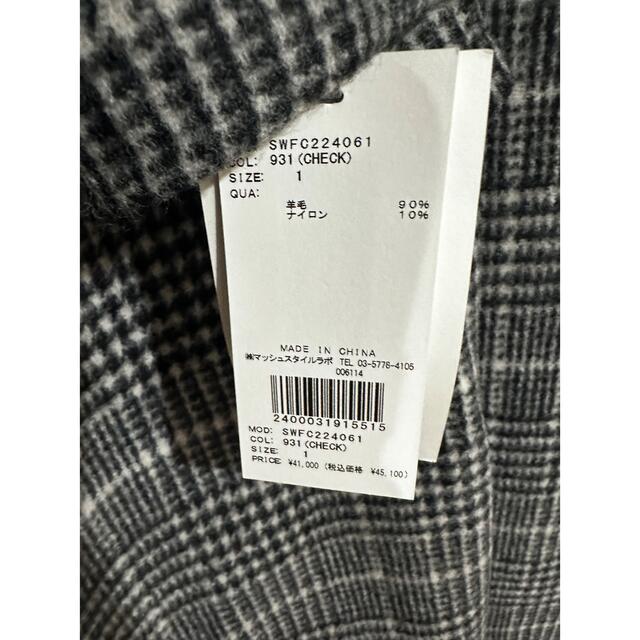 SWFC224061
COL: 931(CHECK)
SIZE: 1
QUA:
羊毛 90%
ナイロン 10%
MADE IN CHINA
㈱マッシュスタイルラボ TEL 03-5778-4105
006114
2400031915515
MOD: SWFC224061
COL: 931(CHECK)
SIZE: 1
PRICE: ¥41,000 (税込価格 ¥45,100)